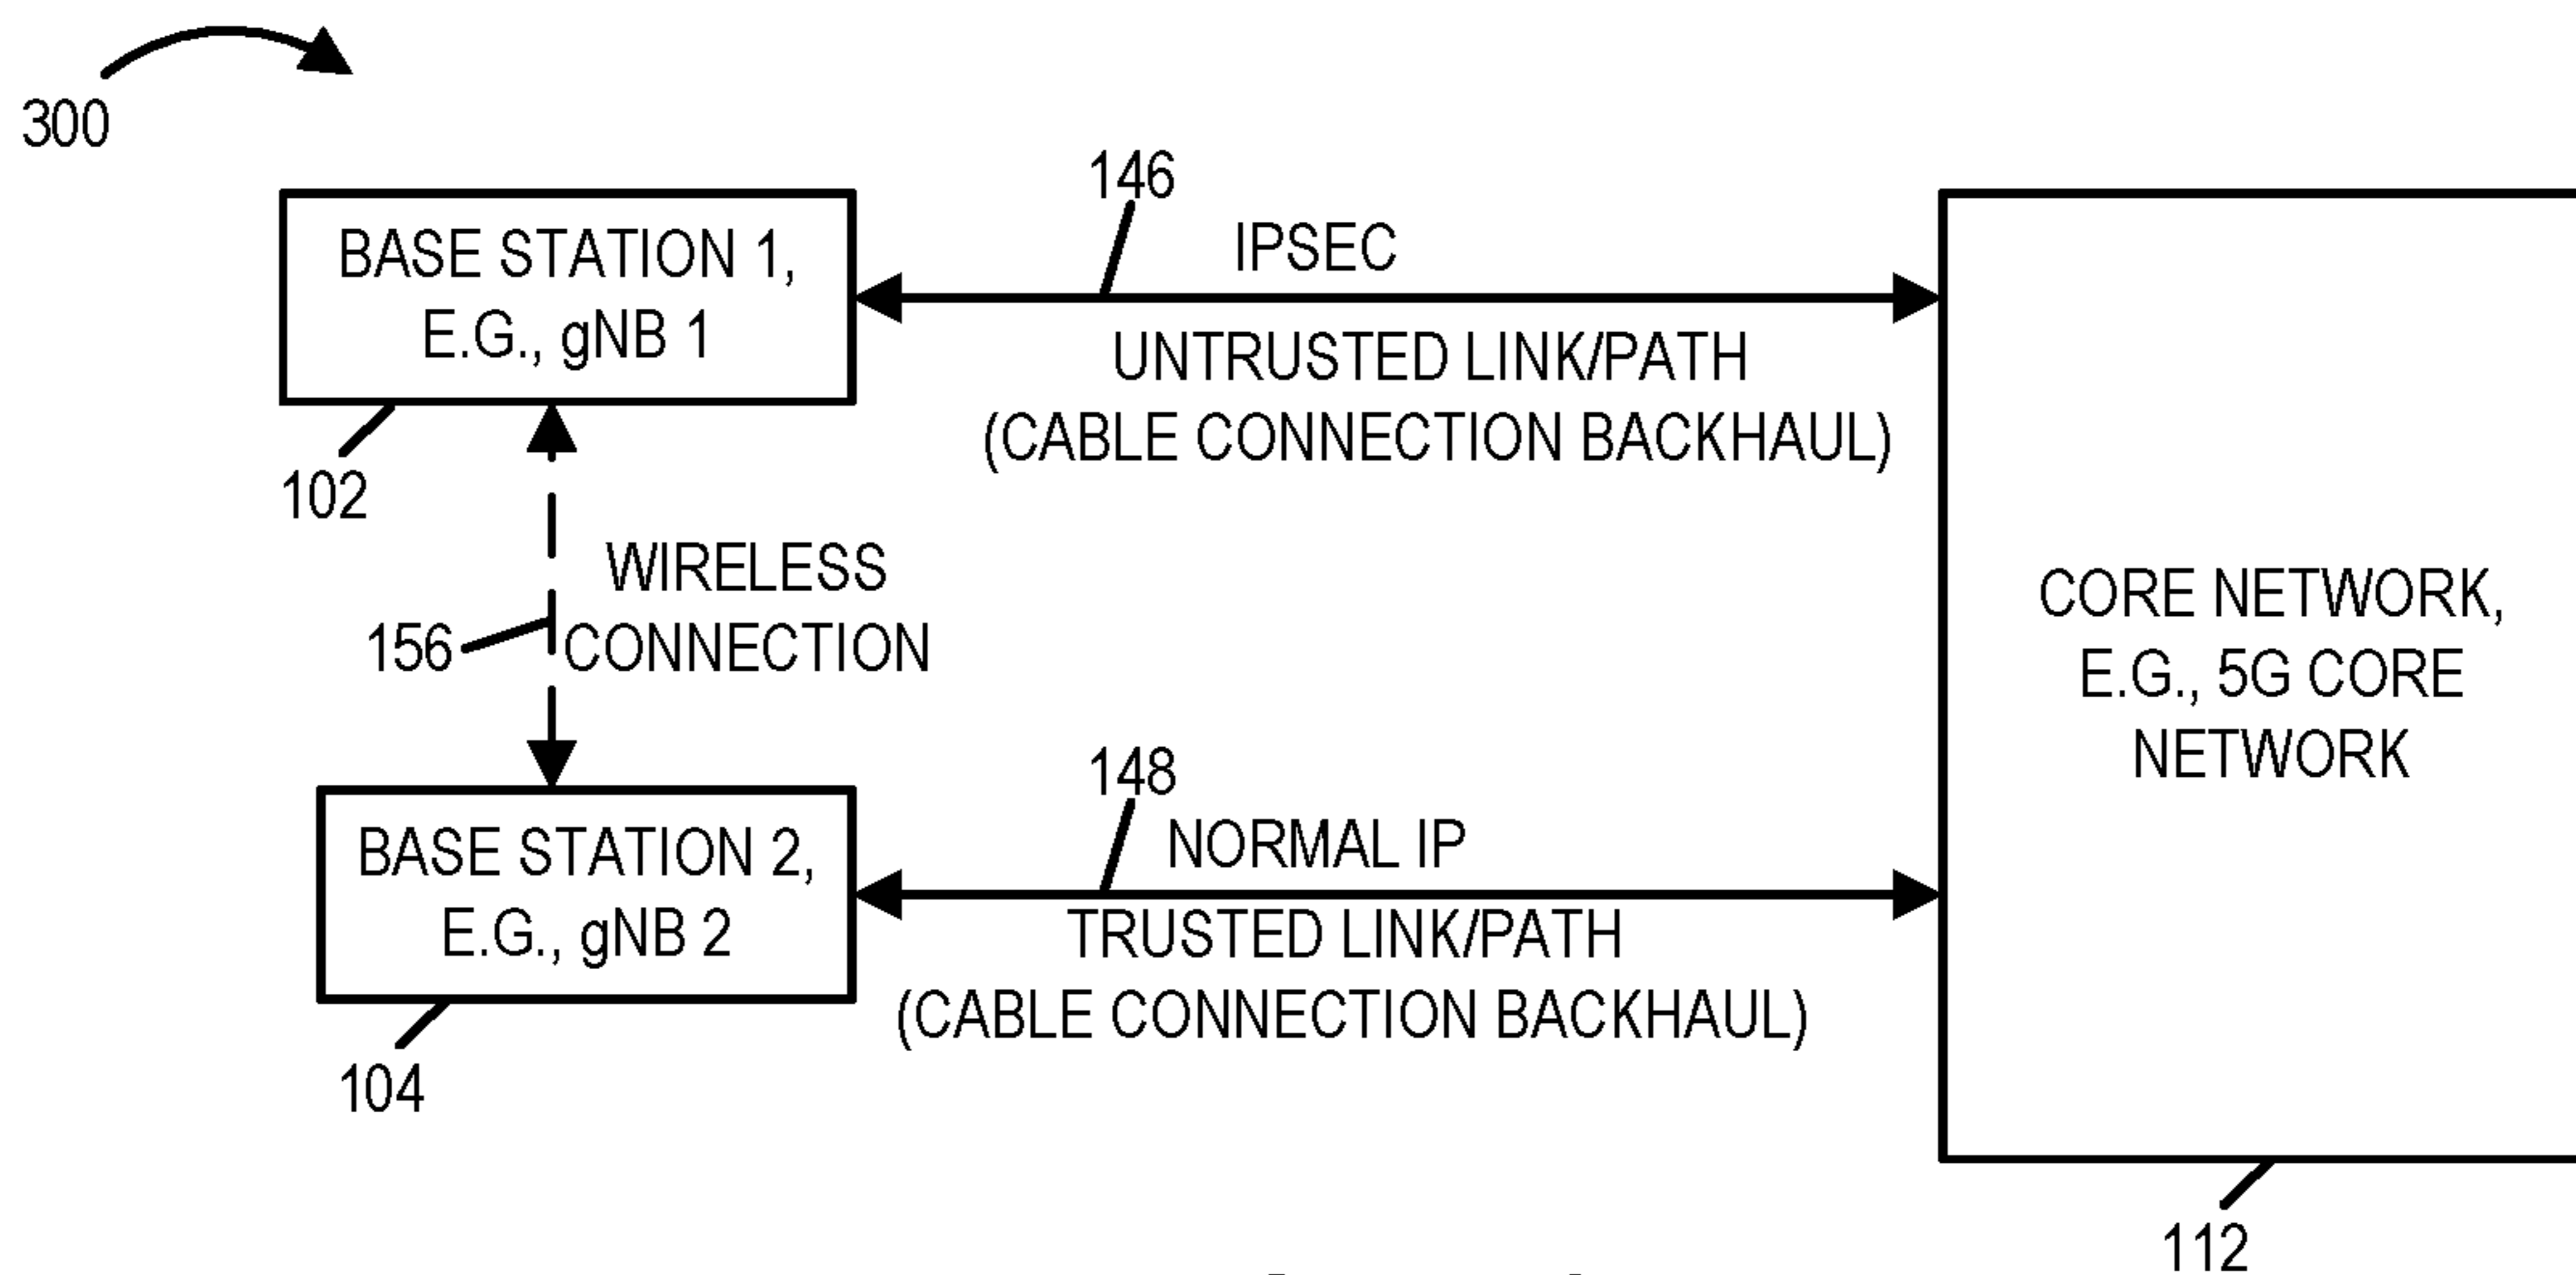 300
146
BASE STATION 1,
E.G., gNB 1
IPSEC
UNTRUSTED LINK/PATH
(CABLE CONNECTION BACKHAUL)
102
WIRELESS
CONNECTION
156
CORE NETWORK,
E.G., 5G CORE
NETWORK
148
BASE STATION 2,
E.G., gNB 2
NORMAL IP
TRUSTED LINK/PATH
(CABLE CONNECTION BACKHAUL)
104
112